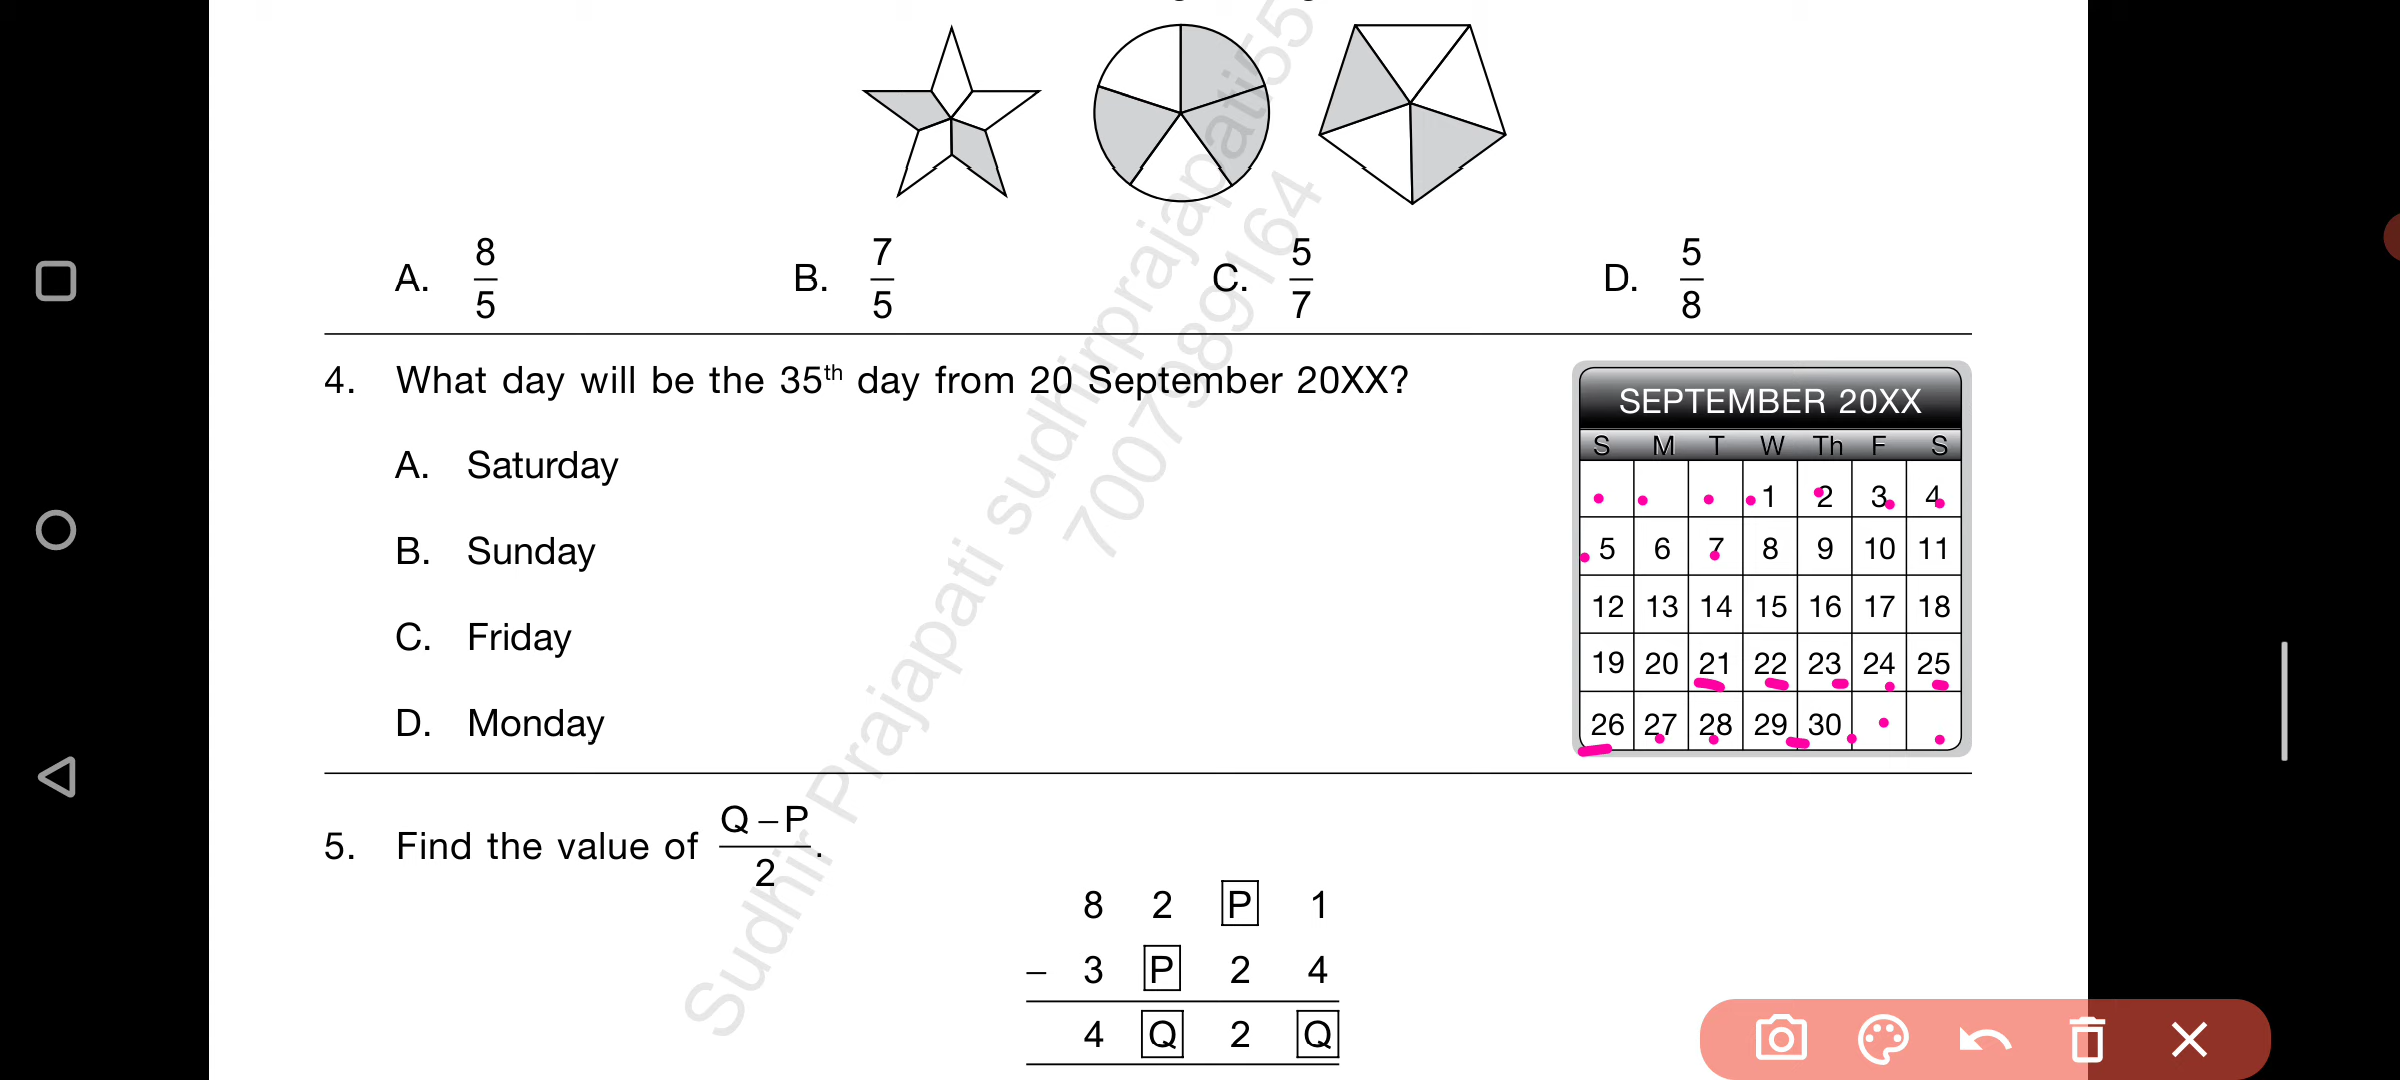 A. 8/5 B. 7/5 C. 5/7 D. 5/8
4. What day will be the 35th day from 20 September 20XX?
A. Saturday
B. Sunday
C. Friday
D. Monday
SEPTEMBER 20XX
S M T W Th F S
1 2 3 4
5 6 7 8 9 10 11
12 13 14 15 16 17 18
19 20 21 22 23 24 25
26 27 28 29 30
5. Find the value of Q – P / 2.
8 2 P 1
– 3 P 2 4
4 Q 2 Q
Sudhir Prajapati sudhirprajapati55
7007989164